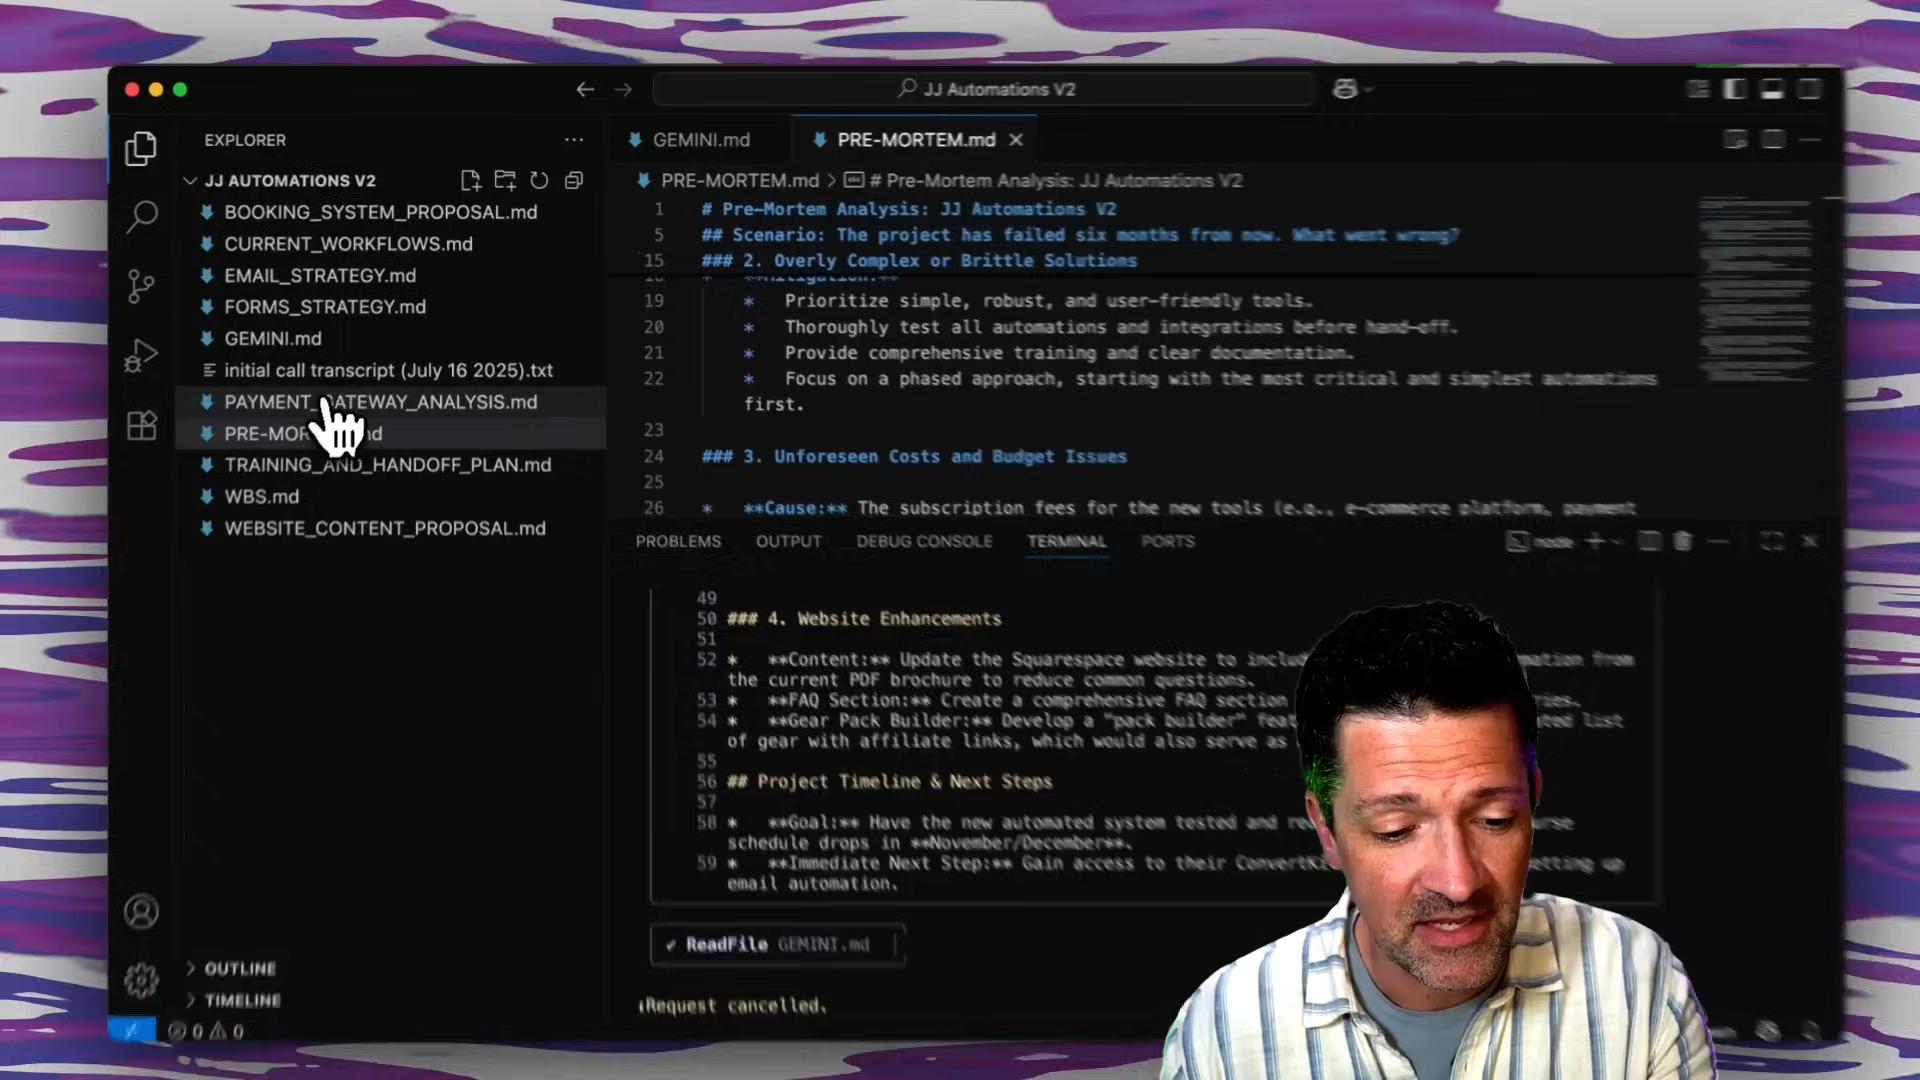 JJ Automations V2
EXPLORER
JJ AUTOMATIONS V2
BOOKING_SYSTEM_PROPOSAL.md
CURRENT_WORKFLOWS.md
EMAIL_STRATEGY.md
FORMS_STRATEGY.md
GEMINI.md
initial call transcript (July 16 2025).txt
PAYMENT_GATEWAY_ANALYSIS.md
TRAINING_AND_HANDOFF_PLAN.md
WBS.md
WEBSITE_CONTENT_PROPOSAL.md
OUTLINE
TIMELINE
0 0
GEMINI.md PRE-MORTEM.md
PRE-MORTEM.md > # Pre-Mortem Analysis: JJ Automations V2
1 # Pre-Mortem Analysis: JJ Automations V2
5 ## Scenario: The project has failed six months from now. What went wrong?
15 ### 2. Overly Complex or Brittle Solutions
19 * Prioritize simple, robust, and user-friendly tools.
20 * Thoroughly test all automations and integrations before hand-off.
21 * Provide comprehensive training and clear documentation.
22 * Focus on a phased approach, starting with the most critical and simplest automations
first.
23
24 ### 3. Unforeseen Costs and Budget Issues
25
26 * **Cause:** The subscription fees for the new tools (e.g., e-commerce platform, payment
PROBLEMS OUTPUT DEBUG CONSOLE TERMINAL PORTS
node
49
50 ### 4. Website Enhancements
51
52 * **Content:** Update the Squarespace website to from
the current PDF brochure to reduce common questions.
53 * **FAQ Section:** Create a comprehensive FAQ section
54 * **Gear Pack Builder:** Develop a "pack builder" list
of gear with affiliate links, which would also serve as
55
56 ## Project Timeline & Next Steps
57
58 * **Goal:** Have the new automated system tested and
schedule drops in **November/December**.
59 * **Immediate Next Step:** Gain access to their up
email automation.
✓ ReadFile GEMINI.md
Request cancelled.